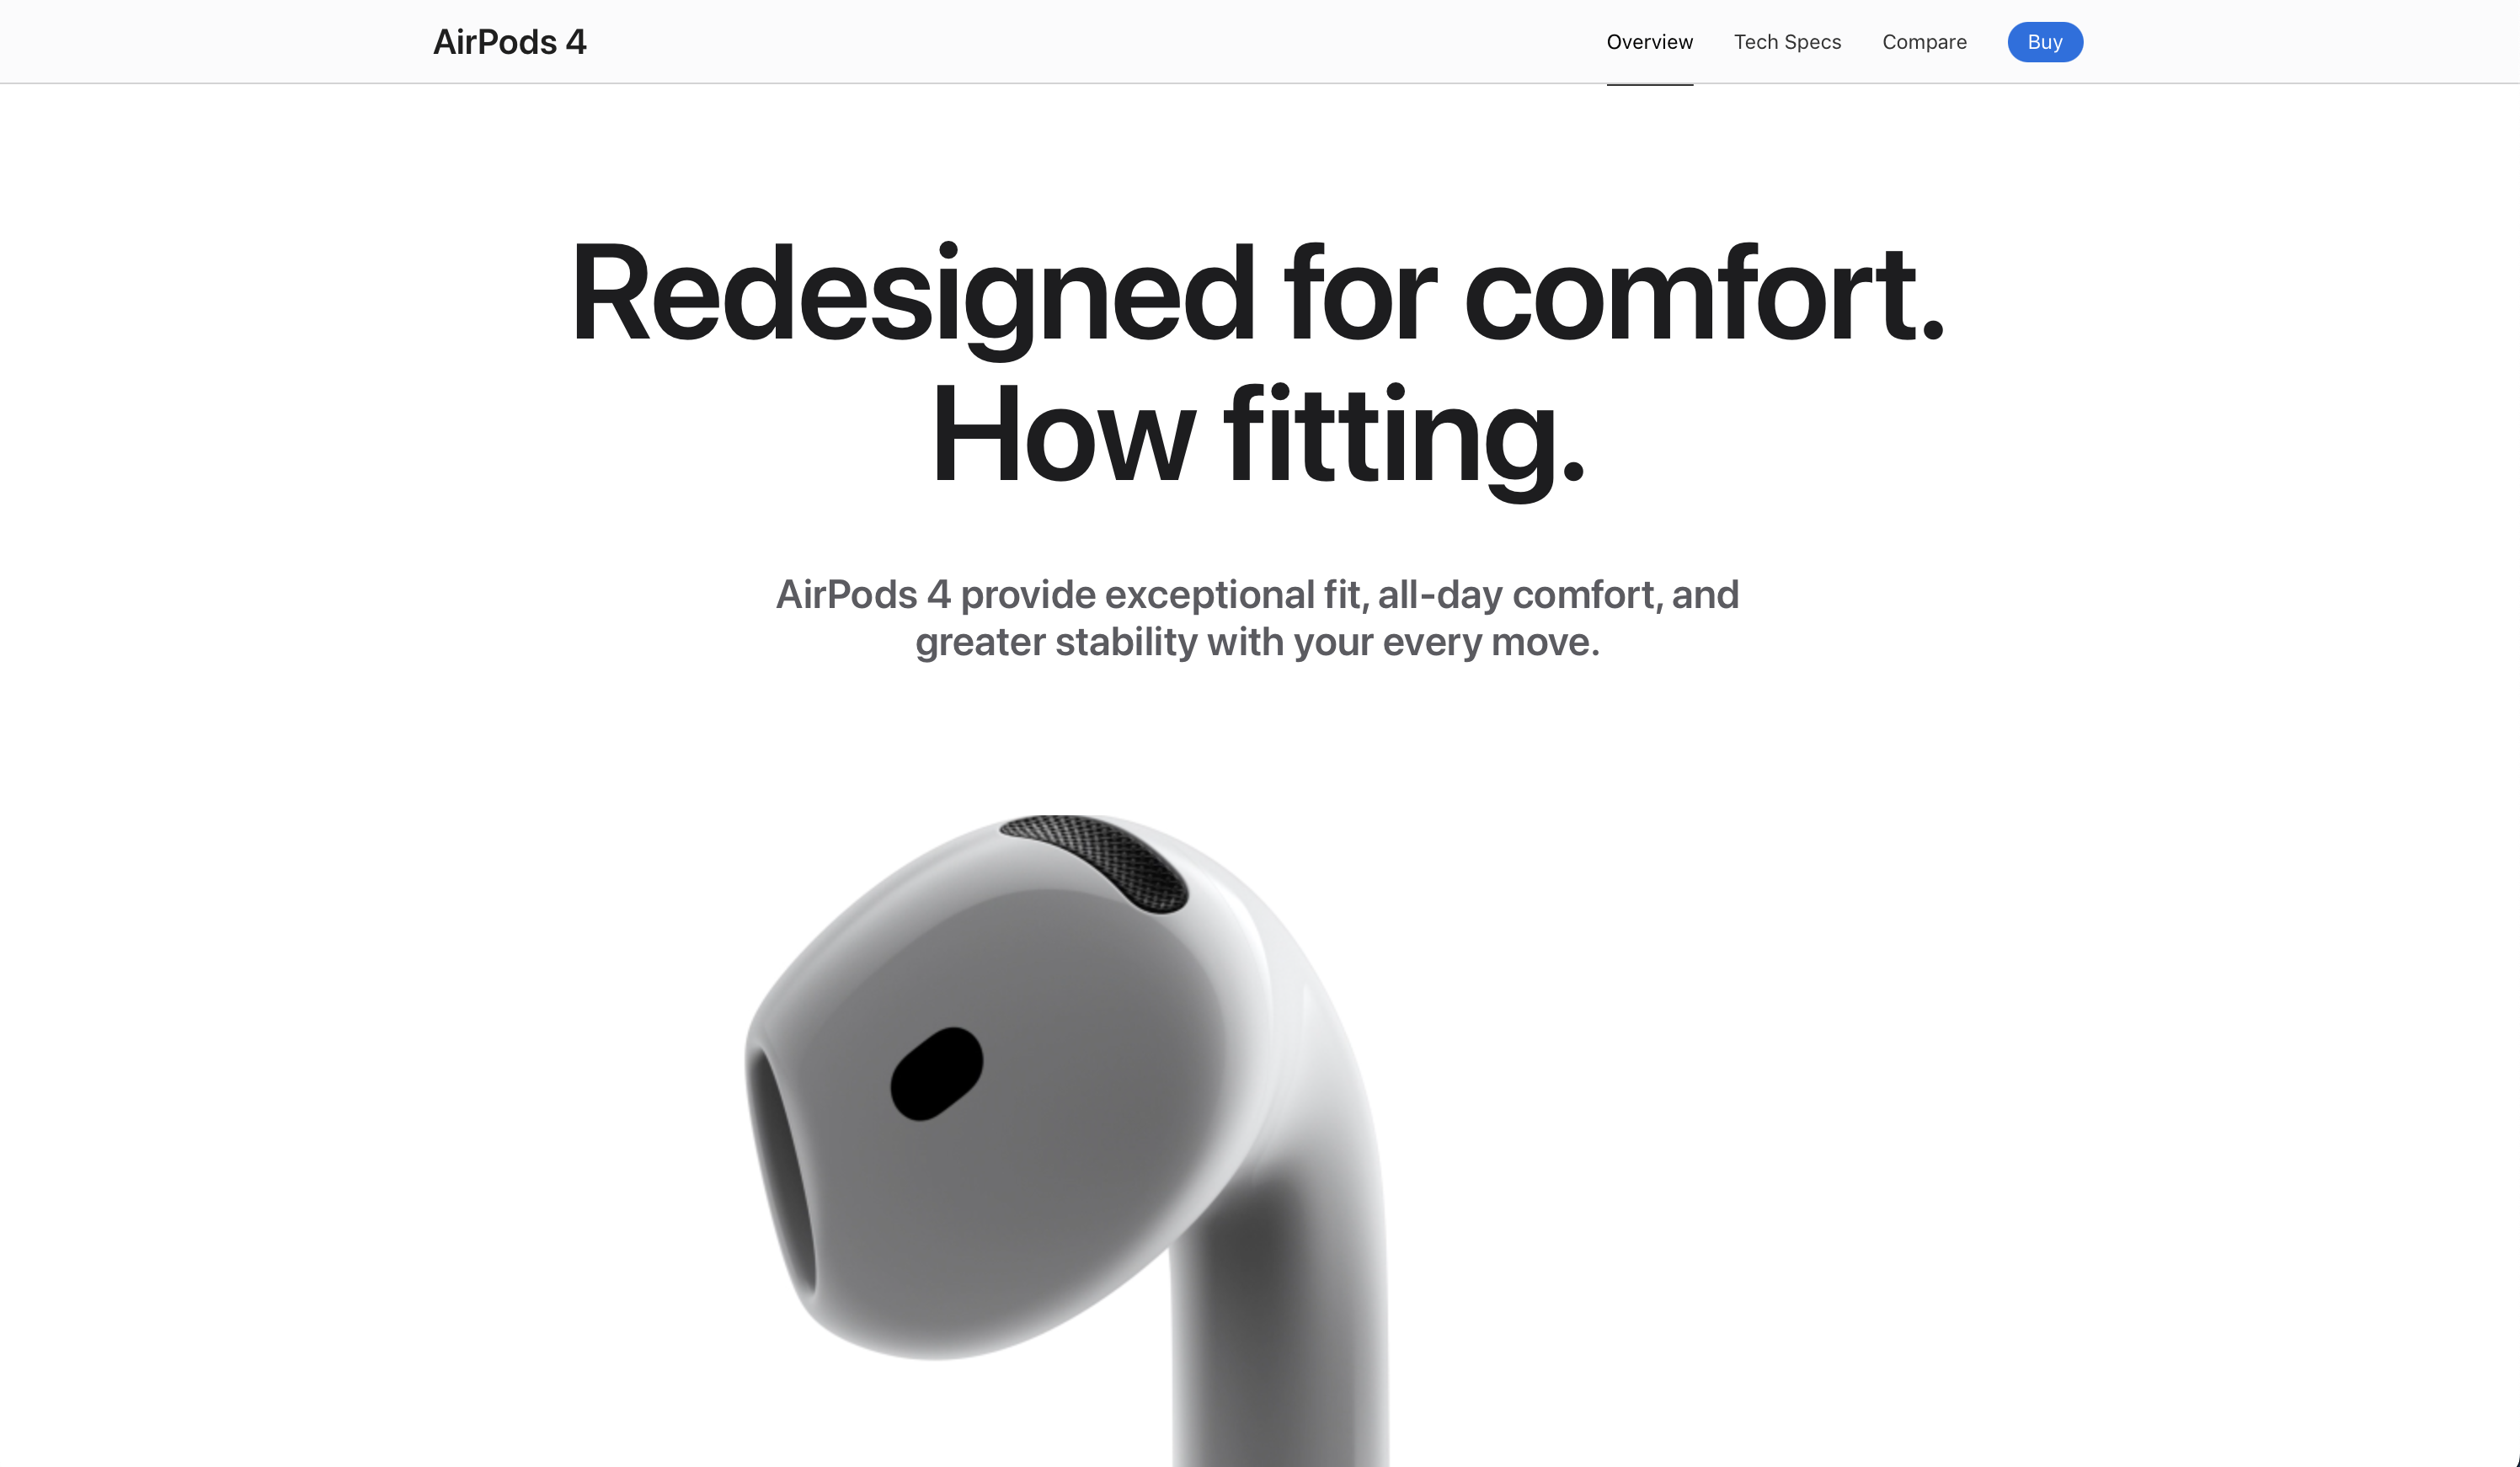 AirPods 4
Overview Tech Specs Compare Buy
Redesigned for comfort.
How fitting.
AirPods 4 provide exceptional fit, all-day comfort, and
greater stability with your every move.